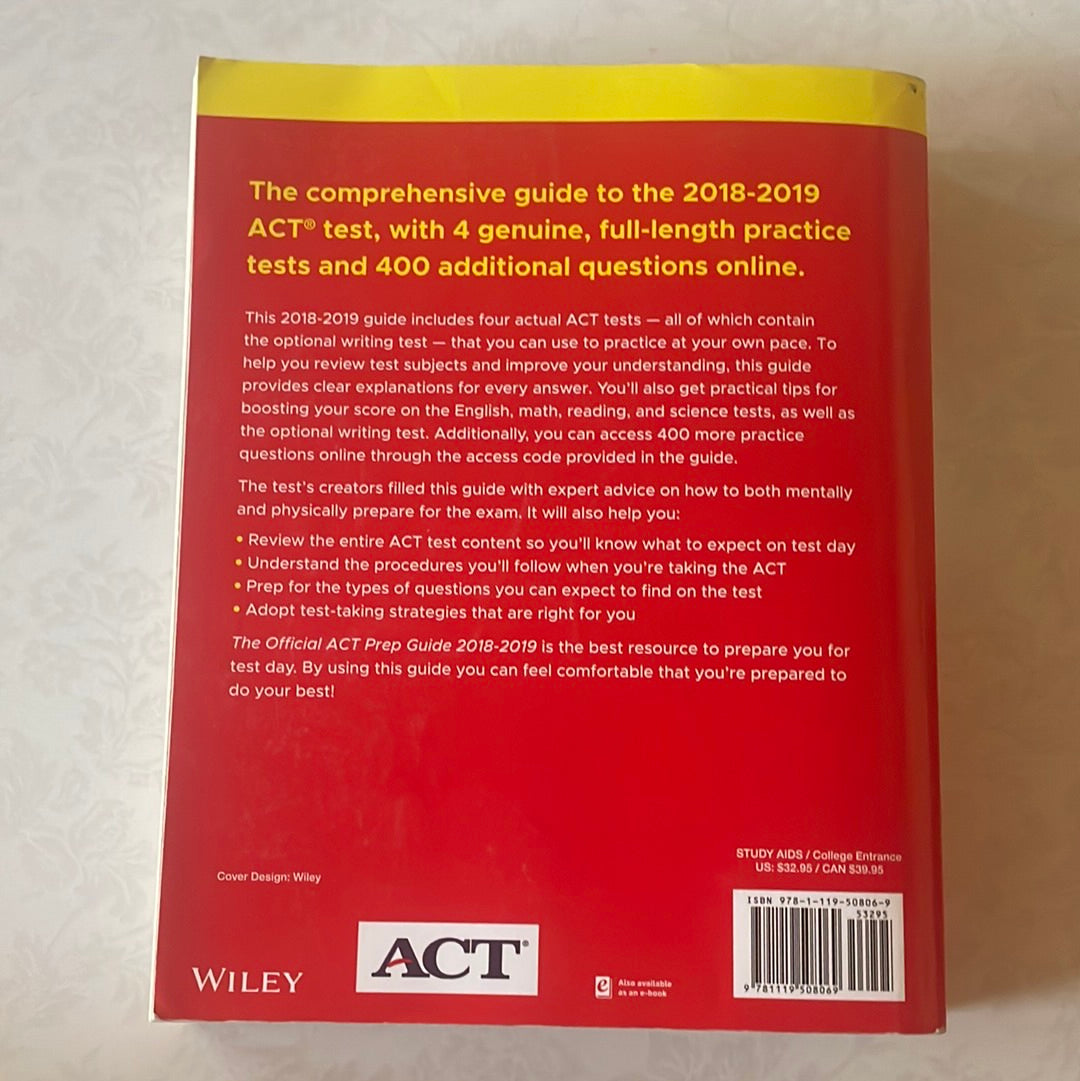 The comprehensive guide to the 2018-2019
ACT® test, with 4 genuine, full-length practice
tests and 400 additional questions online.
This 2018-2019 guide includes four actual ACT tests — all of which contain
the optional writing test — that you can use to practice at your own pace. To
help you review test subjects and improve your understanding, this guide
provides clear explanations for every answer. You'll also get practical tips for
boosting your score on the English, math, reading, and science tests, as well as
the optional writing test. Additionally, you can access 400 more practice
questions online through the access code provided in the guide.
The test's creators filled this guide with expert advice on how to both mentally
and physically prepare for the exam. It will also help you:
• Review the entire ACT test content so you'll know what to expect on test day
• Understand the procedures you'll follow when you're taking the ACT
• Prep for the types of questions you can expect to find on the test
• Adopt test-taking strategies that are right for you
The Official ACT Prep Guide 2018-2019 is the best resource to prepare you for
test day. By using this guide you can feel comfortable that you're prepared to
do your best!
Cover Design: Wiley
WILEY
ACT®
e
Also available
as an e-book
STUDY AIDS / College Entrance
US: $32.95 / CAN $39.95
ISBN 978-1-119-50806-9
53295
9 781119 508069